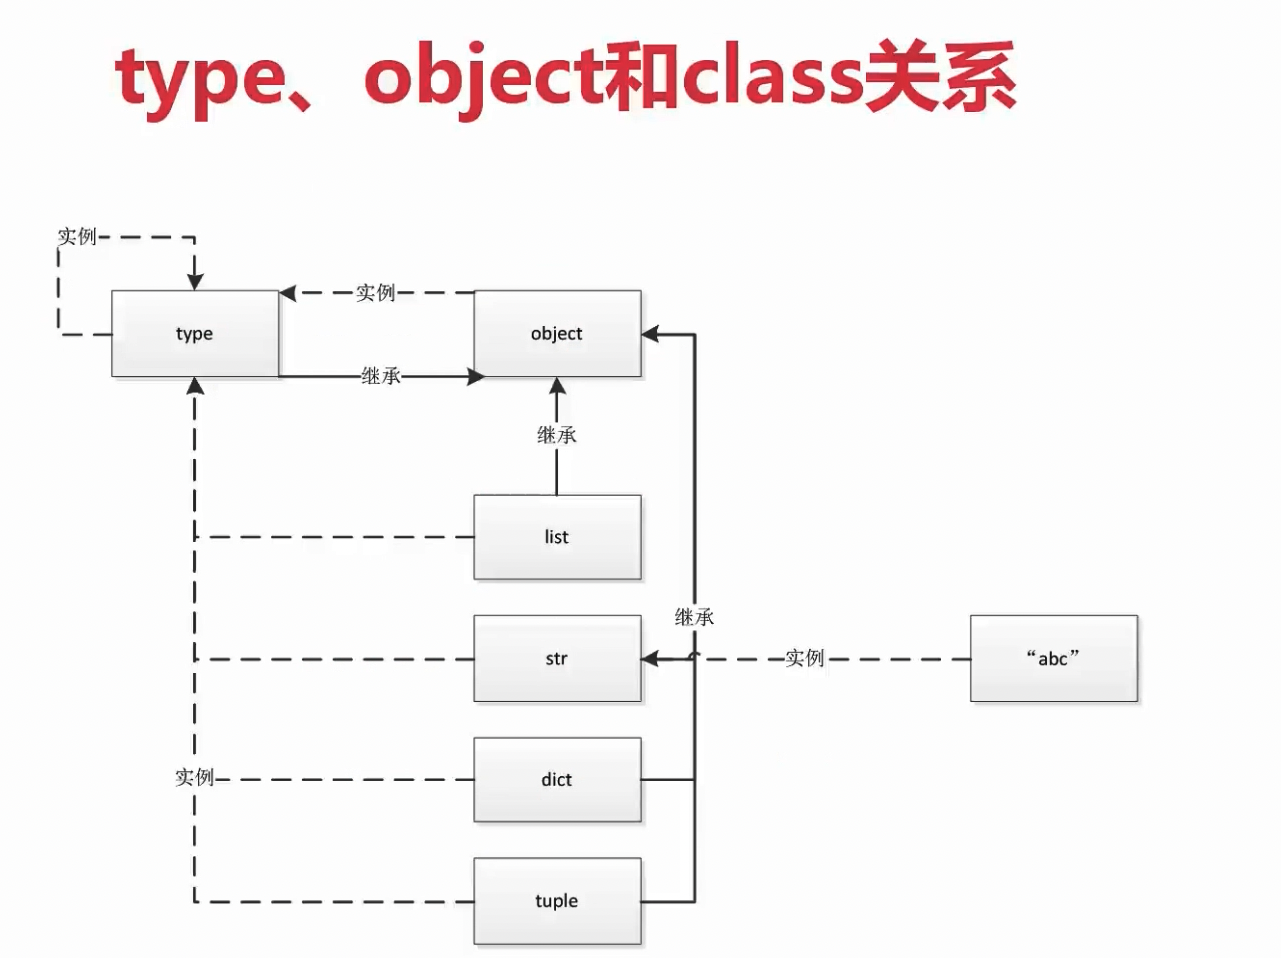 type、object和class关系
实例
实例
type
object
继承
继承
list
继承
str
实例
“abc”
实例
dict
tuple